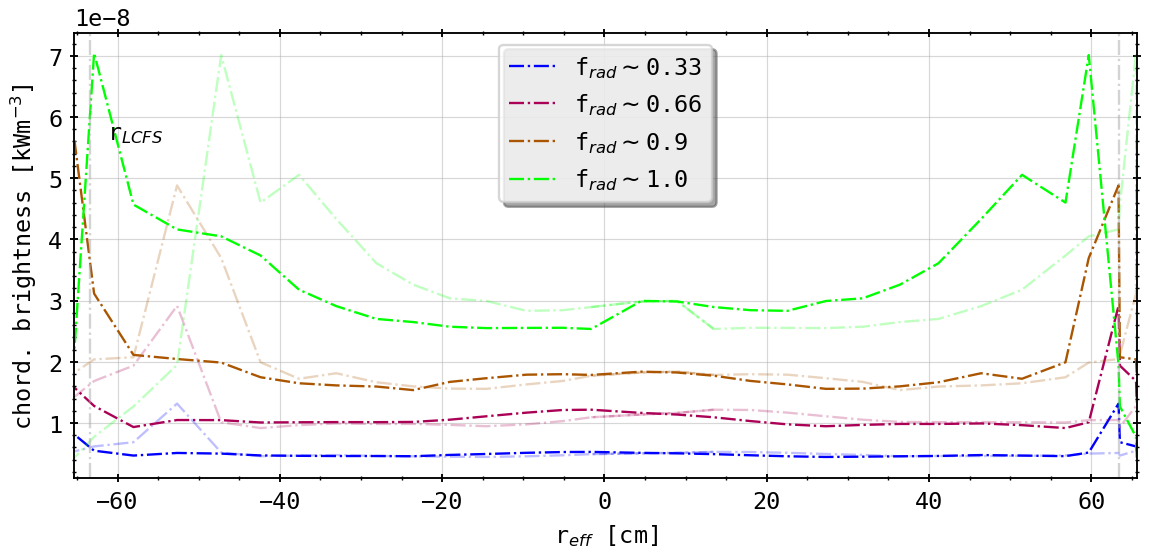 1e−8
7
6
5
4
3
2
1
chord. brightness [kWm⁻³]
r_LCFS
f_rad ∼ 0.33
f_rad ∼ 0.66
f_rad ∼ 0.9
f_rad ∼ 1.0
−60 −40 −20 0 20 40 60
r_eff [cm]